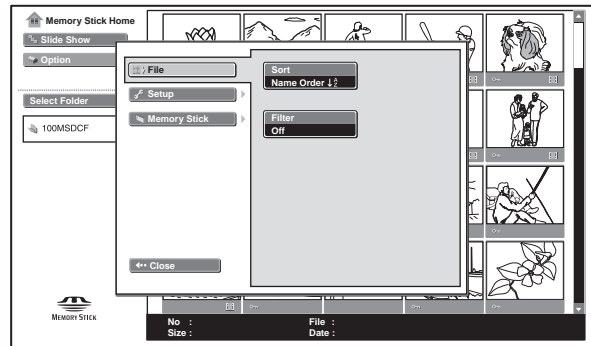 Memory Stick Home
Slide Show
Option
Select Folder
100MSDCF
File
Setup
Memory Stick
Close
Sort
Name Order
Filter
Off
MEMORY STICK
No :
File :
Size :
Date :